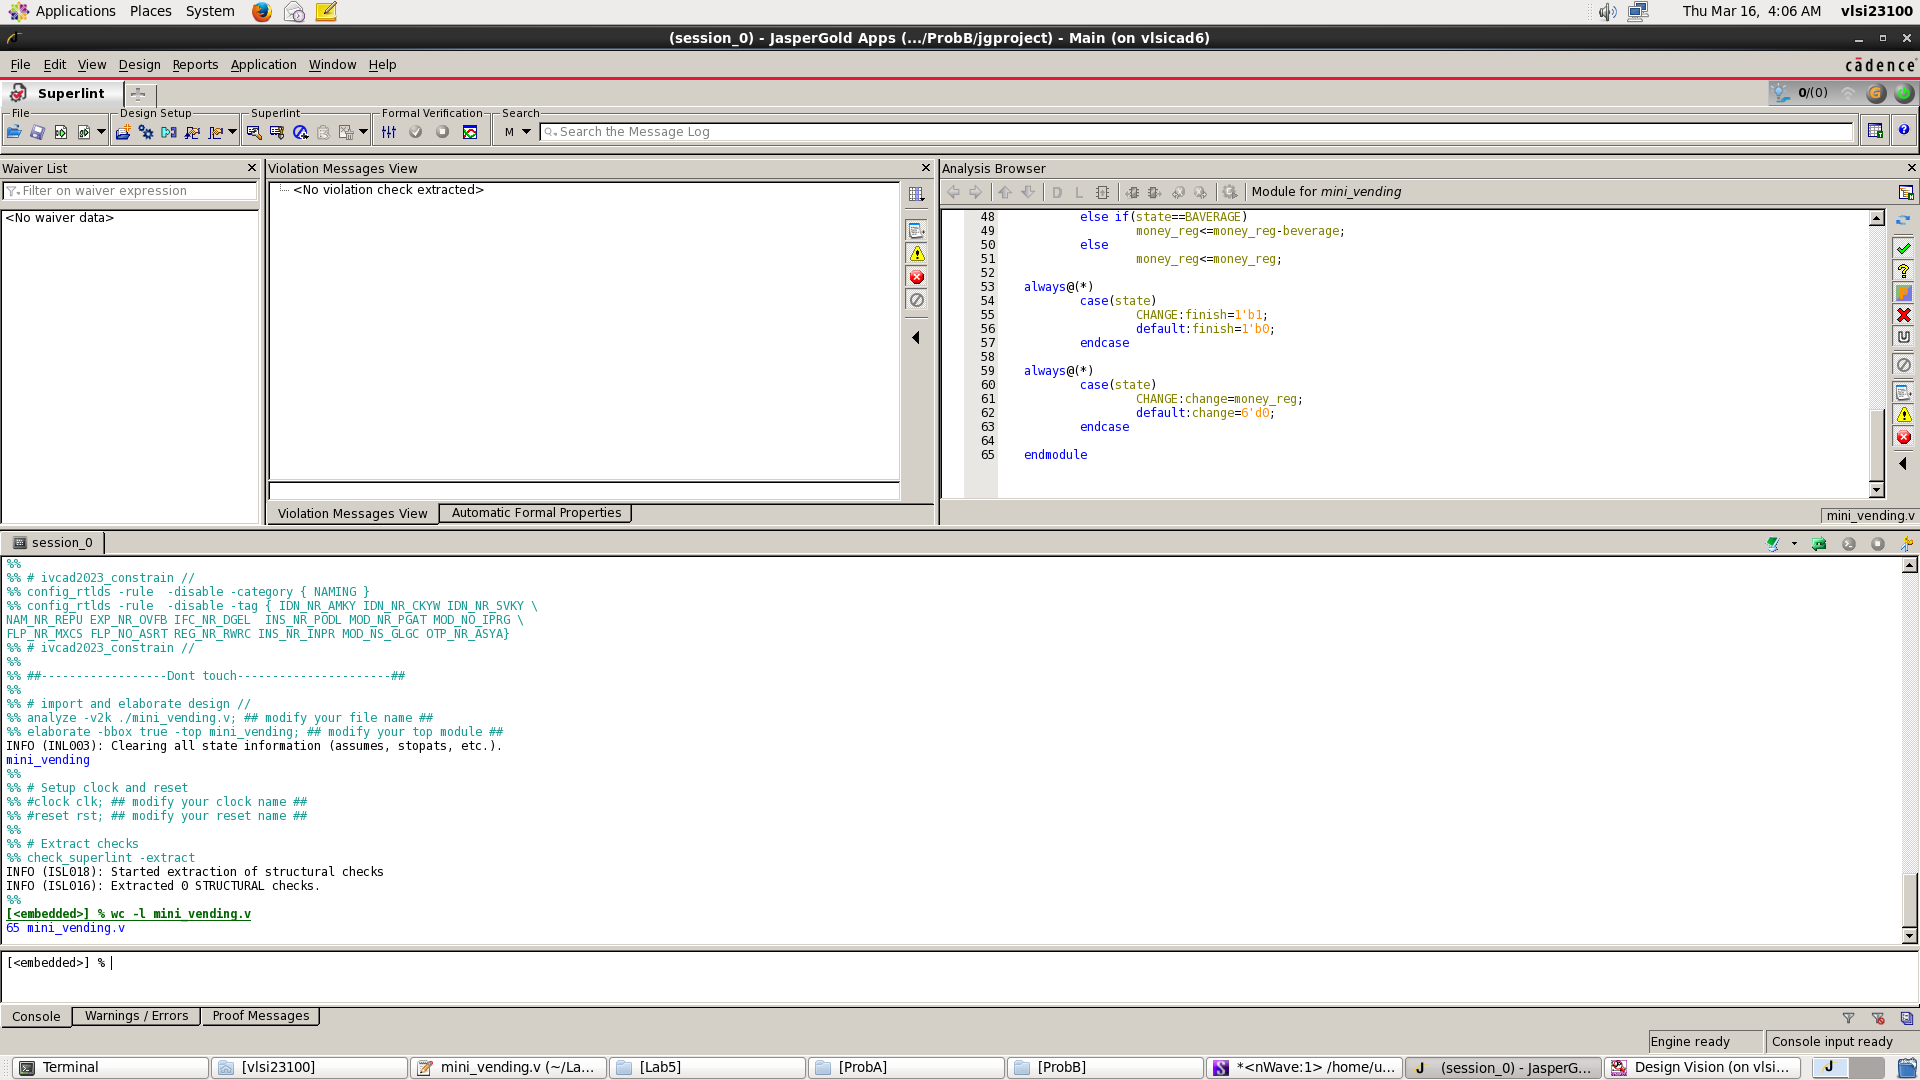 Applications Places System
Thu Mar 16, 4:06 AM vlsi23100
(session_0) - JasperGold Apps (.../ProbB/jgproject) - Main (on vlsicad6)
File Edit View Design Reports Application Window Help
cādence
Superlint
0/(0)
File Design Setup Superlint Formal Verification Search
M Search the Message Log
Waiver List
Filter on waiver expression
<No waiver data>
Violation Messages View
<No violation check extracted>
Violation Messages View Automatic Formal Properties
Analysis Browser
D L Module for mini_vending
48 else if(state==BAVERAGE)
49 money_reg<=money_reg-beverage;
50 else
51 money_reg<=money_reg;
52
53 always@(*)
54 case(state)
55 CHANGE:finish=1'b1;
56 default:finish=1'b0;
57 endcase
58
59 always@(*)
60 case(state)
61 CHANGE:change=money_reg;
62 default:change=6'd0;
63 endcase
64
65 endmodule
mini_vending.v
session_0
%%
%% # ivcad2023_constrain //
%% config_rtlds -rule  -disable -category { NAMING }
%% config_rtlds -rule  -disable -tag { IDN_NR_AMKY IDN_NR_CKYW IDN_NR_SVKY \
NAM_NR_REPU EXP_NR_OVFB IFC_NR_DGEL  INS_NR_PODL MOD_NR_PGAT MOD_NO_IPRG \
FLP_NR_MXCS FLP_NO_ASRT REG_NR_RWRC INS_NR_INPR MOD_NS_GLGC OTP_NR_ASYA}
%% # ivcad2023_constrain //
%%
%% ##------------------Dont touch----------------------##
%%
%% # import and elaborate design //
%% analyze -v2k ./mini_vending.v; ## modify your file name ##
%% elaborate -bbox true -top mini_vending; ## modify your top module ##
INFO (INL003): Clearing all state information (assumes, stopats, etc.).
mini_vending
%%
%% # Setup clock and reset
%% #clock clk; ## modify your clock name ##
%% #reset rst; ## modify your reset name ##
%%
%% # Extract checks
%% check_superlint -extract
INFO (ISL018): Started extraction of structural checks
INFO (ISL016): Extracted 0 STRUCTURAL checks.
%%
[<embedded>] % wc -l mini_vending.v
65 mini_vending.v
[<embedded>] %
Console Warnings / Errors Proof Messages
Engine ready Console input ready
Terminal [vlsi23100] mini_vending.v (~/La... [Lab5] [ProbA] [ProbB] *<nWave:1> /home/u... (session_0) - JasperG... Design Vision (on vlsi...